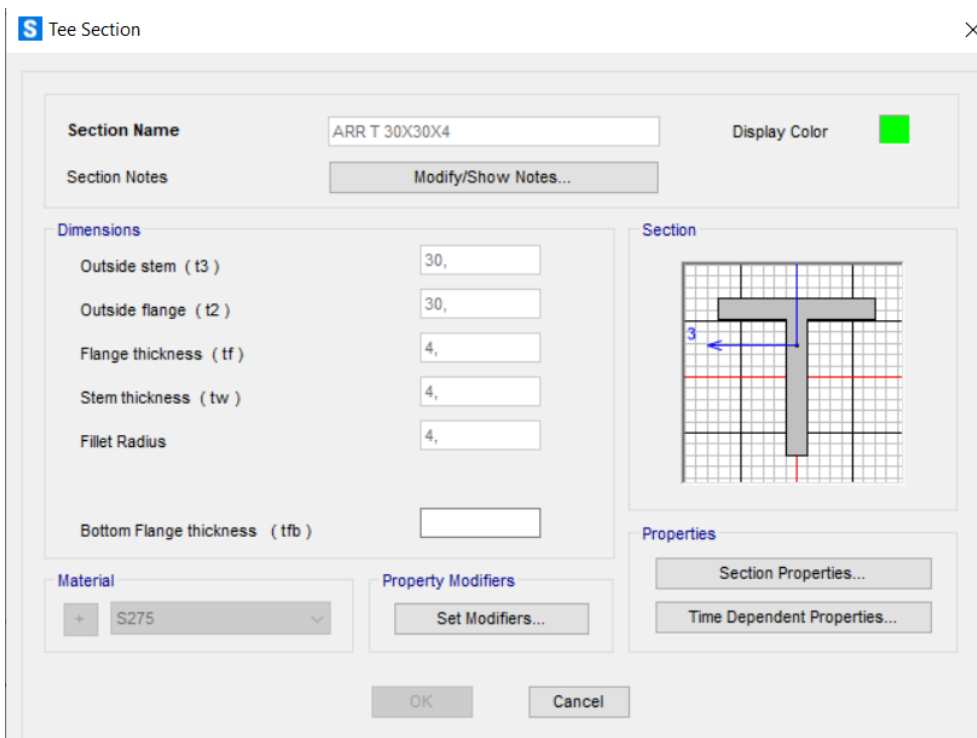 S Tee Section
Section Name ARR T 30X30X4 Display Color
Section Notes Modify/Show Notes...
Dimensions
Outside stem ( t3 ) 30,
Outside flange ( t2 ) 30,
Flange thickness ( tf ) 4,
Stem thickness ( tw ) 4,
Fillet Radius 4,
Bottom Flange thickness ( tfb )
Section
3
Material
+ S275
Property Modifiers
Set Modifiers...
Properties
Section Properties...
Time Dependent Properties...
OK Cancel